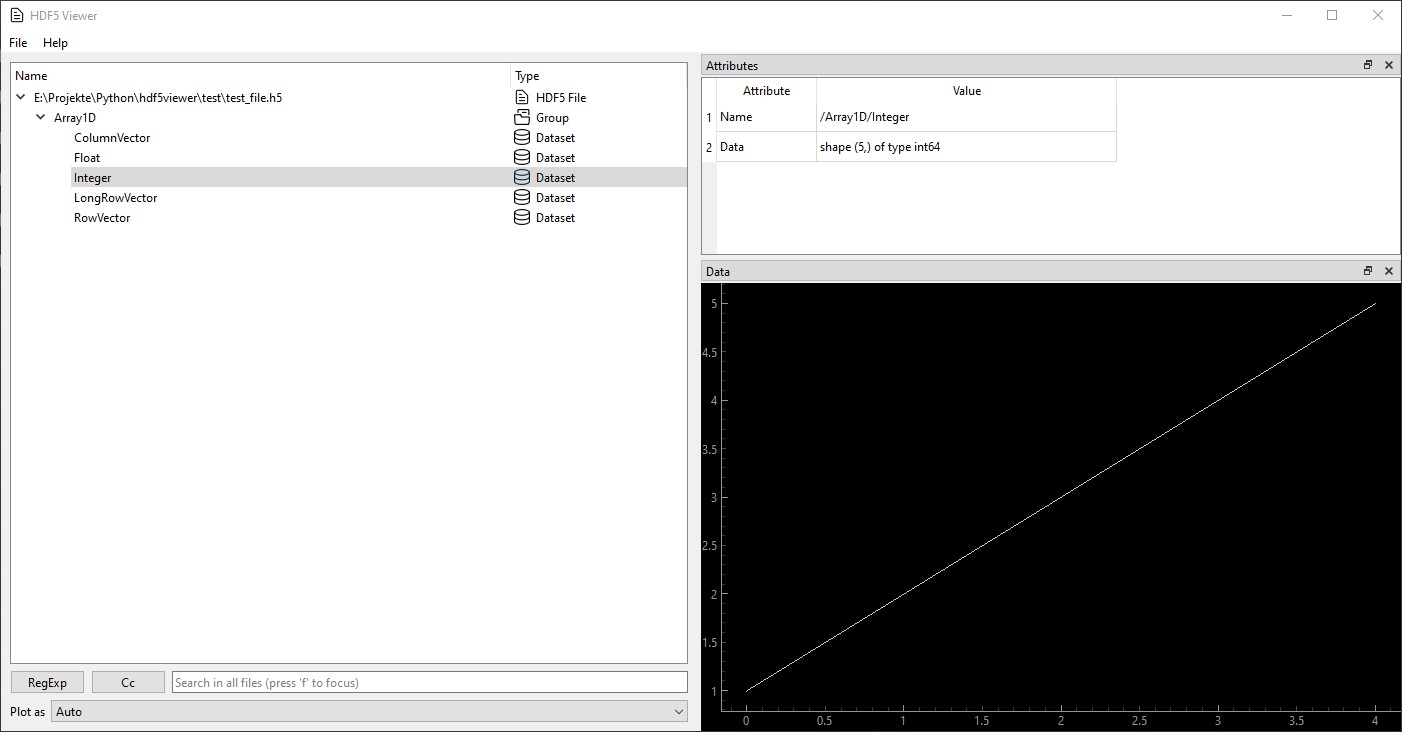 HDF5 Viewer
File Help
Name Type
E:\Projekte\Python\hdf5viewer\test\test_file.h5 HDF5 File
Array1D Group
ColumnVector Dataset
Float Dataset
Integer Dataset
LongRowVector Dataset
RowVector Dataset
RegExp Cc Search in all files (press 'f' to focus)
Plot as Auto
Attributes
Attribute Value
1 Name /Array1D/Integer
2 Data shape (5,) of type int64
Data
5
4.5
4
3.5
3
2.5
2
1.5
1
0 0.5 1 1.5 2 2.5 3 3.5 4